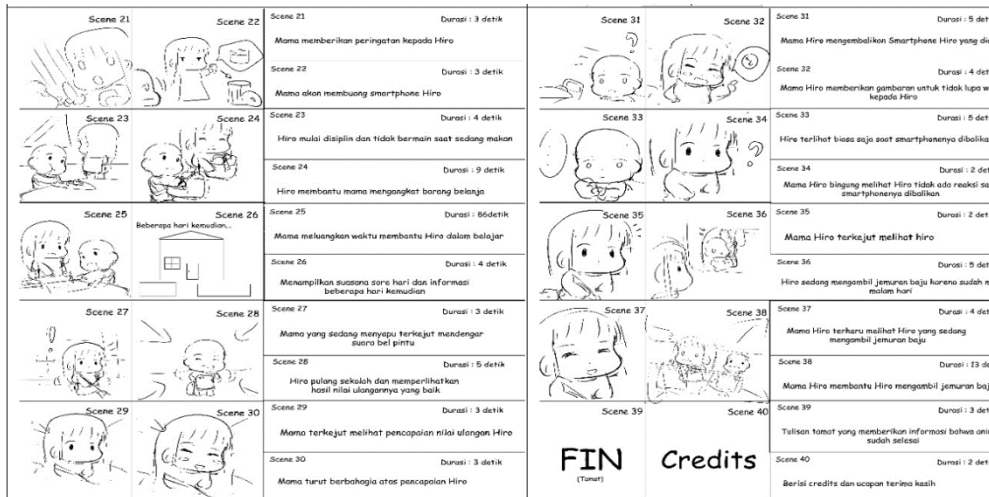 Scene 21
Scene 22
Scene 21
Durasi : 3 detik
Mama memberikan peringatan kepada Hiro
Scene 22
Durasi : 3 detik
Mama akan membuang smartphone Hiro
Scene 23
Scene 24
Scene 23
Durasi : 4 detik
Hiro mulai disiplin dan tidak bermain saat sedang makan
Scene 24
Durasi : 9 detik
Hiro membantu mama mengangkat barang belanja
Scene 25
Scene 26
Beberapa hari kemudian...
Scene 25
Durasi : 86detik
Mama meluangkan waktu membantu Hiro dalam belajar
Scene 26
Durasi : 4 detik
Menampilkan suasana sore hari dan informasi
beberapa hari kemudian
Scene 27
Scene 28
Scene 27
Durasi : 3 detik
Mama yang sedang menyapu terkejut mendengar
suara bel pintu
Scene 28
Durasi : 5 detik
Hiro pulang sekolah dan memperlihatkan
hasil nilai ulangannya yang baik
Scene 29
Scene 30
Scene 29
Durasi : 3 detik
Mama terkejut melihat pencapaian nilai ulangan Hiro
Scene 30
Durasi : 3 detik
Mama turut berbahagia atas pencapaian Hiro
Scene 31
Scene 32
Scene 31
Durasi : 5 det
Mama Hiro mengembalikan Smartphone Hiro yang di
Scene 32
Durasi : 4 det
Mama Hiro memberikan gambaran untuk tidak lupa w
kepada Hiro
Scene 33
Scene 34
Scene 33
Durasi : 5 det
Hiro terlihat biasa saja saat smartphonenya dibalika
Scene 34
Durasi : 2 det
Mama Hiro bingung melihat Hiro tidak ada reaksi sa
smartphonenya dibalikan
Scene 35
Scene 36
Scene 35
Durasi : 2 det
Mama Hiro terkejut melihat hiro
Scene 36
Durasi : 5 det
Hiro sedang mengambil jemuran baju karena sudah m
malam hari
Scene 37
Scene 38
Scene 37
Durasi : 4 det
Mama Hiro terharu melihat Hiro yang sedang
mengambil jemuran baju
Scene 38
Durasi : 13 de
Mama Hiro membantu Hiro mengambil jemuran baj
Scene 39
Scene 40
FIN
(Tamat)
Credits
Scene 39
Durasi : 3 det
Tulisan tamat yang memberikan informasi bahwa ani
sudah selesai
Scene 40
Durasi : 2 det
Berisi credits dan ucapan terima kasih